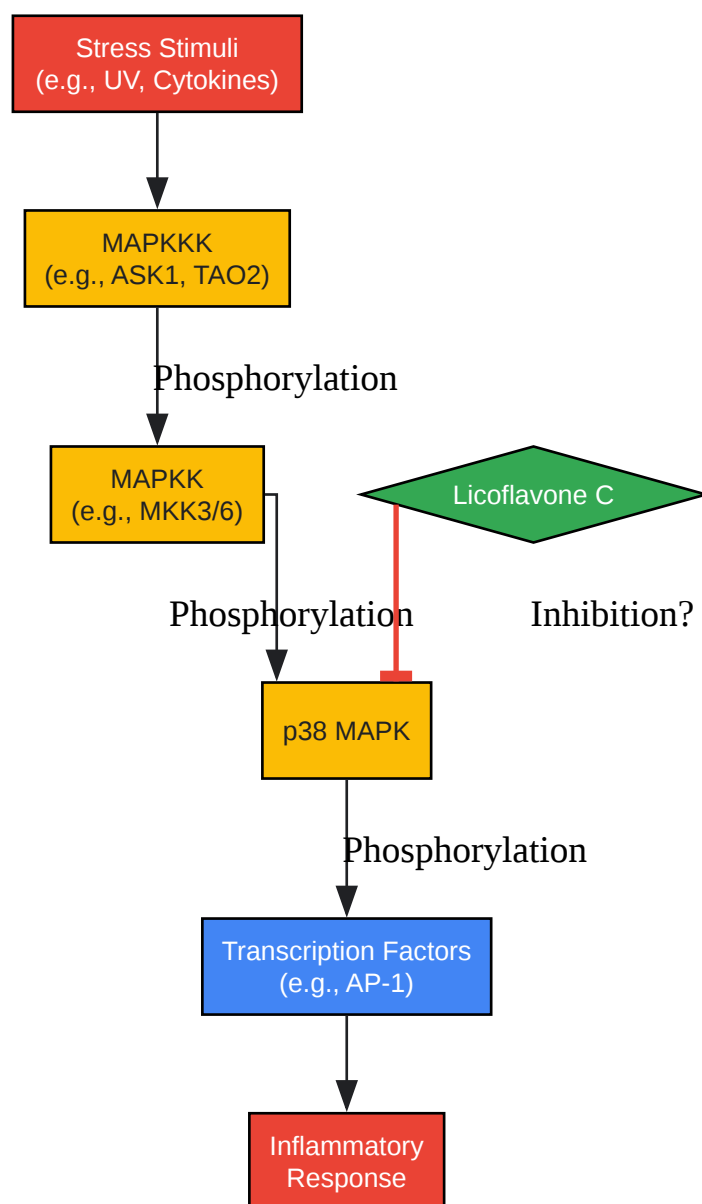 Stress Stimuli
(e.g., UV, Cytokines)
MAPKKK
(e.g., ASK1, TAO2)
Phosphorylation
MAPKK
(e.g., MKK3/6)
Licoflavone C
Phosphorylation
Inhibition?
p38 MAPK
Phosphorylation
Transcription Factors
(e.g., AP-1)
Inflammatory
Response